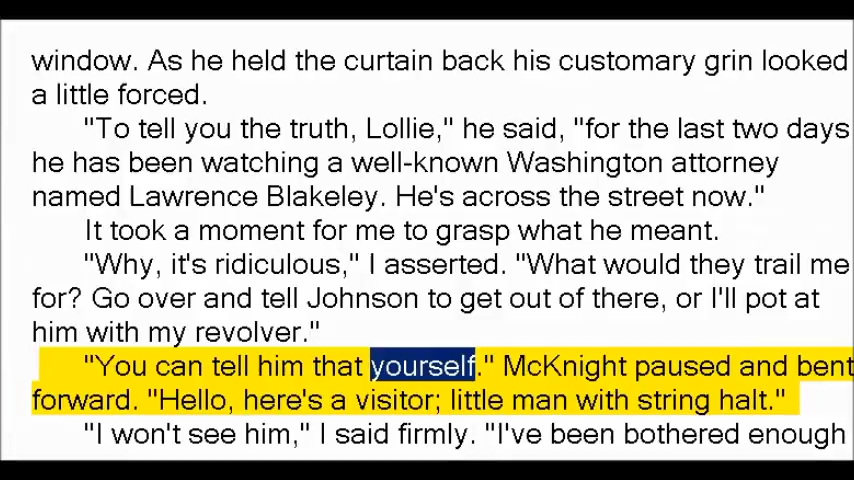 window. As he held the curtain back his customary grin looked
a little forced.
"To tell you the truth, Lollie," he said, "for the last two days
he has been watching a well-known Washington attorney
named Lawrence Blakeley. He's across the street now."
It took a moment for me to grasp what he meant.
"Why, it's ridiculous," I asserted. "What would they trail me
for? Go over and tell Johnson to get out of there, or I'll pot at
him with my revolver."
"You can tell him that yourself." McKnight paused and bent
forward. "Hello, here's a visitor; little man with string halt."
"I won't see him," I said firmly. "I've been bothered enough